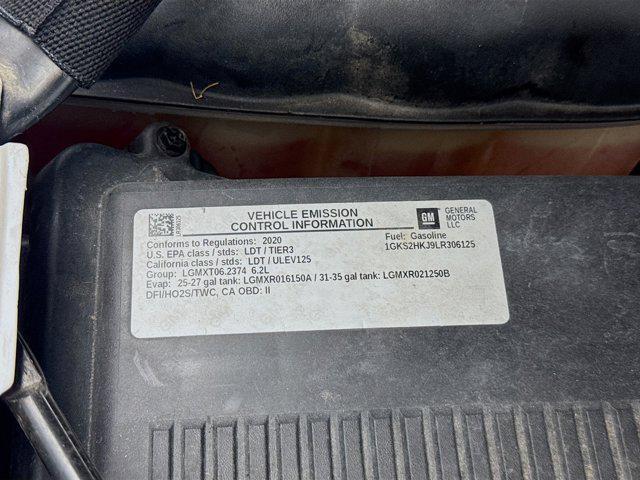 VEHICLE EMISSION
CONTROL INFORMATION
GM
GENERAL
MOTORS
LLC
LR306125
Conforms to Regulations: 2020
Fuel: Gasoline
U.S. EPA class / stds: LDT / TIER3
1GKS2HKJ9LR306125
California class / stds: LDT / ULEV125
Group: LGMXT06.2374 6.2L
Evap: 25-27 gal tank: LGMXR016150A / 31-35 gal tank: LGMXR021250B
DFI/HO2S/TWC, CA OBD: II